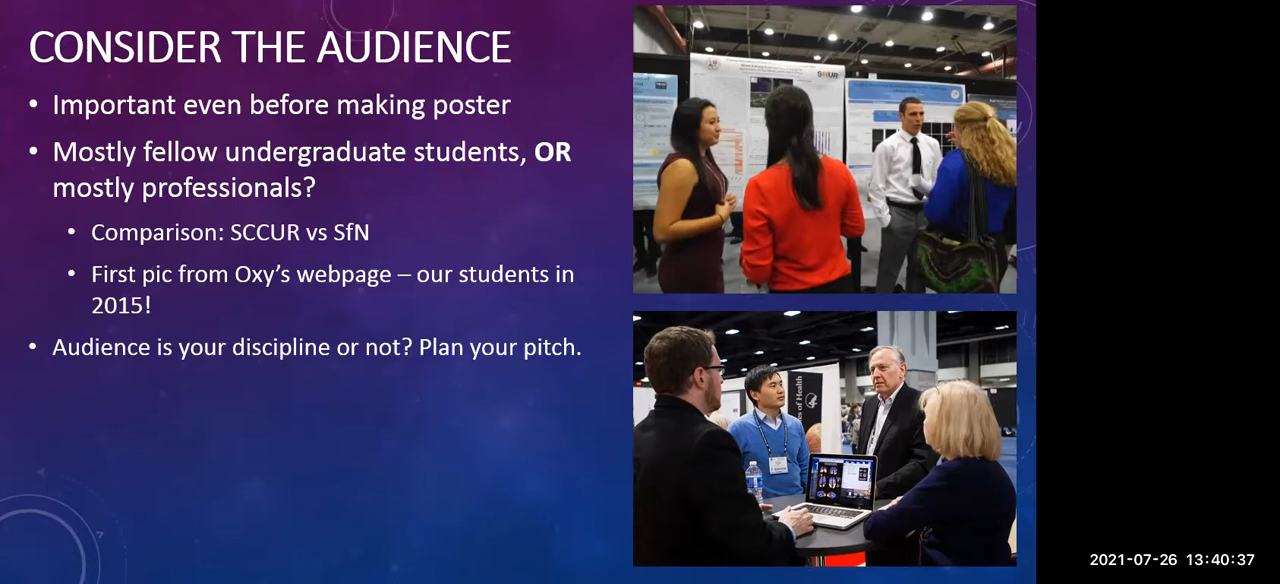 CONSIDER THE AUDIENCE
• Important even before making poster
• Mostly fellow undergraduate students, OR
mostly professionals?
• Comparison: SCCUR vs SfN
• First pic from Oxy’s webpage – our students in
2015!
• Audience is your discipline or not? Plan your pitch.
of Health
2021-07-26 13:40:37